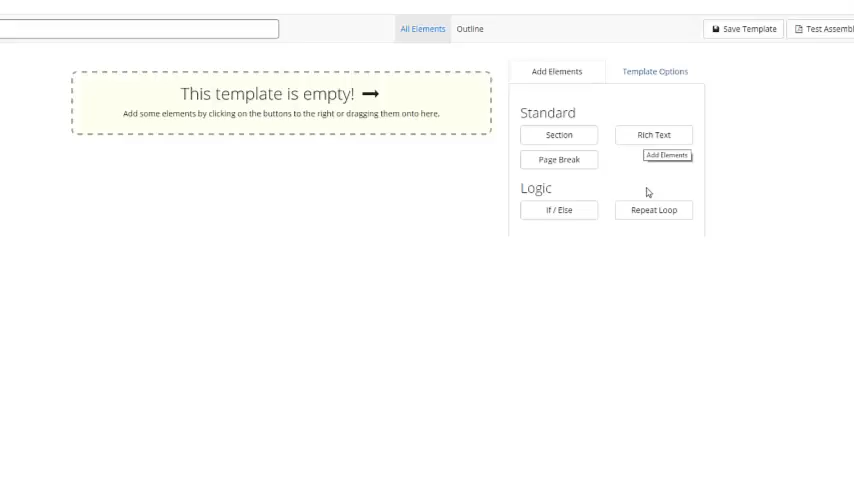 All Elements
Outline
Save Template
Test Assembl
This template is empty!
Add some elements by clicking on the buttons to the right or dragging them onto here.
Add Elements
Template Options
Standard
Section
Rich Text
Page Break
Add Elements
Logic
If / Else
Repeat Loop